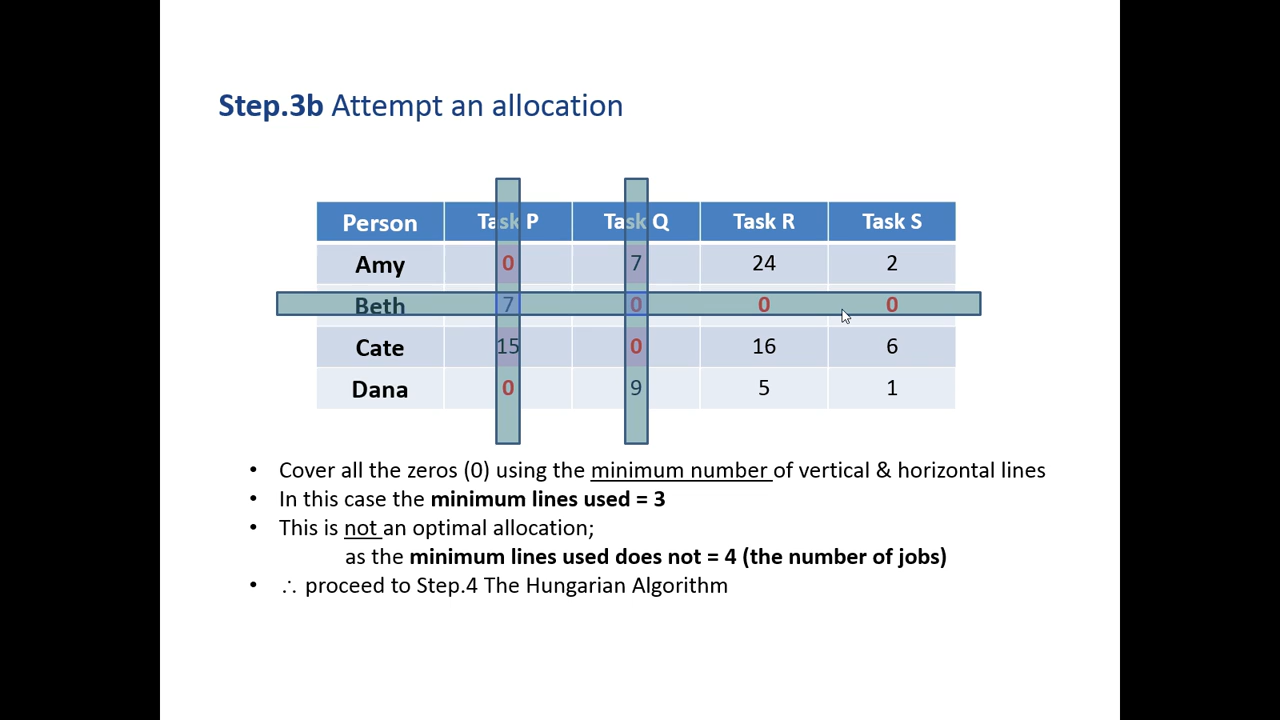 Step.3b Attempt an allocation
Person Task P Task Q Task R Task S
Amy 0 7 24 2
Beth 7 0 0 0
Cate 15 0 16 6
Dana 0 9 5 1
• Cover all the zeros (0) using the minimum number of vertical & horizontal lines
• In this case the minimum lines used = 3
• This is not an optimal allocation;
as the minimum lines used does not = 4 (the number of jobs)
• ∴ proceed to Step.4 The Hungarian Algorithm